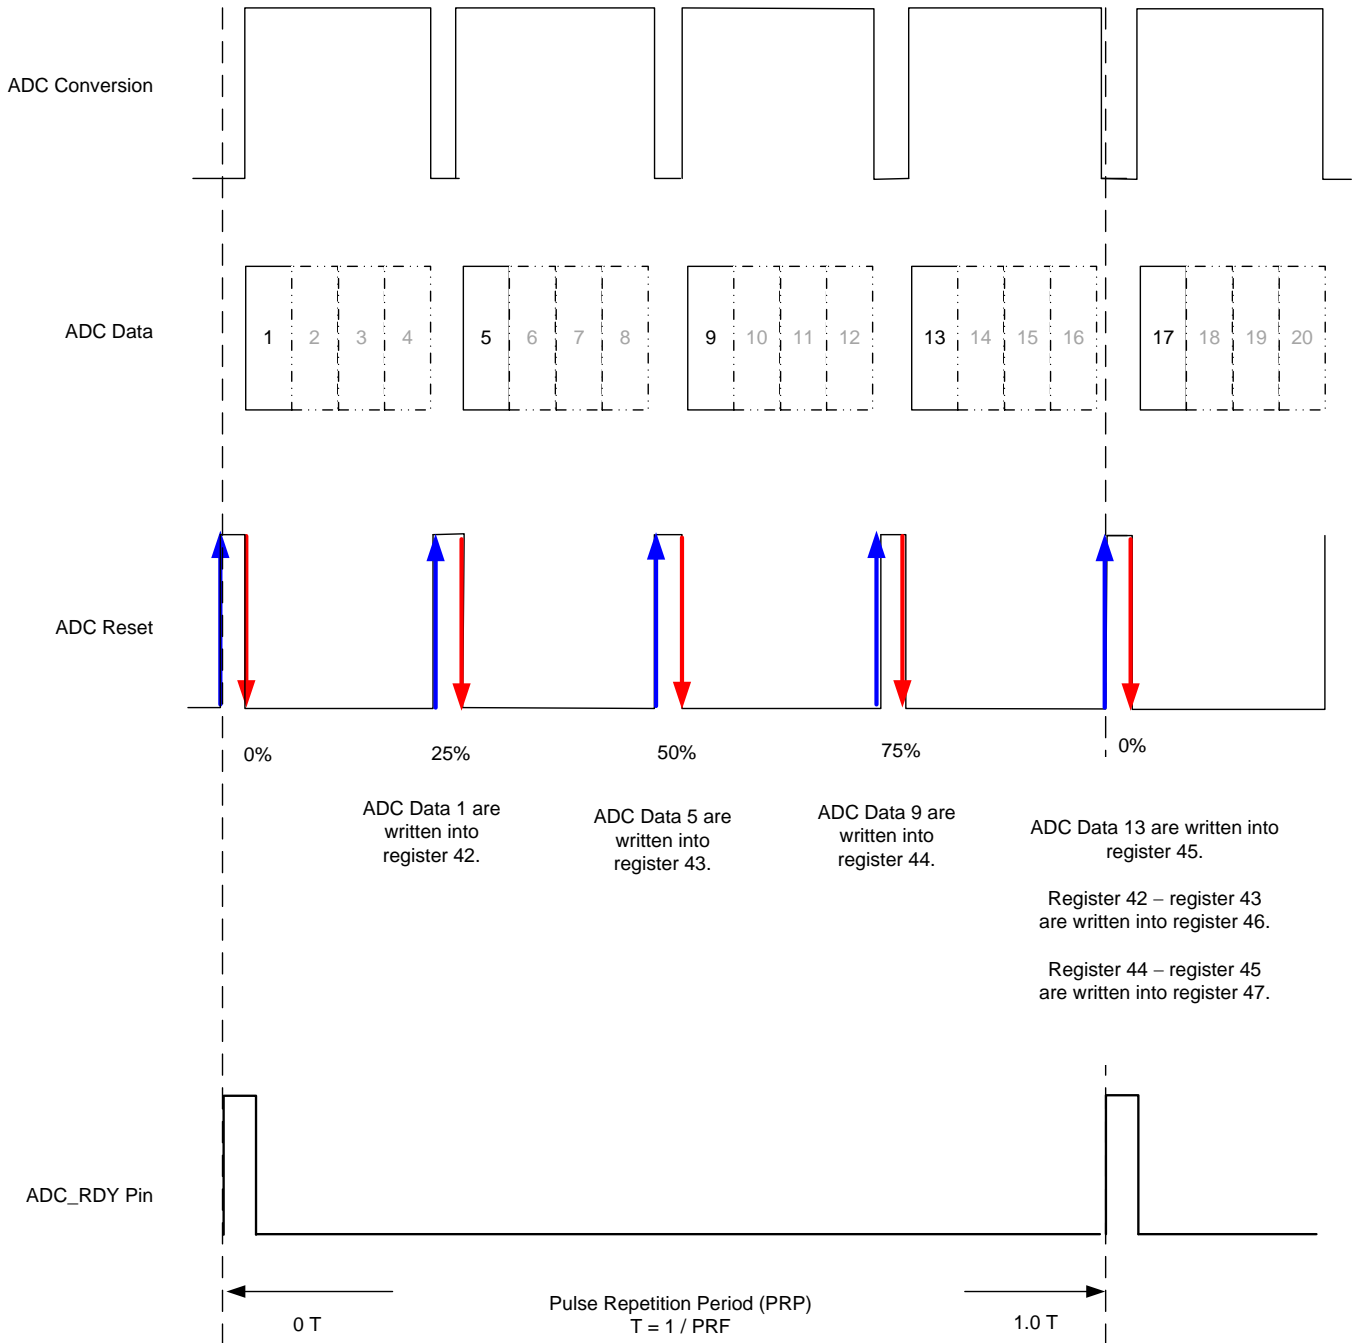 ADC Conversion
ADC Data
1 2 3 4 5 6 7 8 9 10 11 12 13 14 15 16 17 18 19 20
ADC Reset
0% 25% 50% 75% 0%
ADC Data 1 are
written into
register 42.
ADC Data 5 are
written into
register 43.
ADC Data 9 are
written into
register 44.
ADC Data 13 are written into
register 45.
Register 42 – register 43
are written into register 46.
Register 44 – register 45
are written into register 47.
ADC_RDY Pin
0 T
Pulse Repetition Period (PRP)
T = 1 / PRF
1.0 T